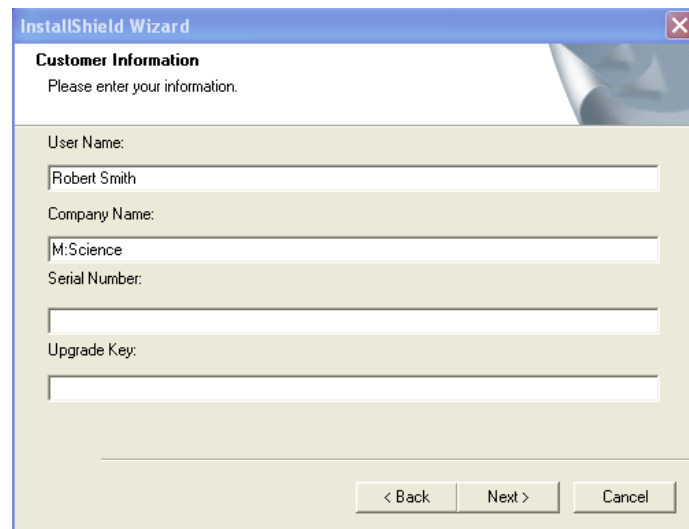 InstallShield Wizard
Customer Information
Please enter your information.
User Name:
Robert Smith
Company Name:
M:Science
Serial Number:
Upgrade Key:
< Back Next > Cancel